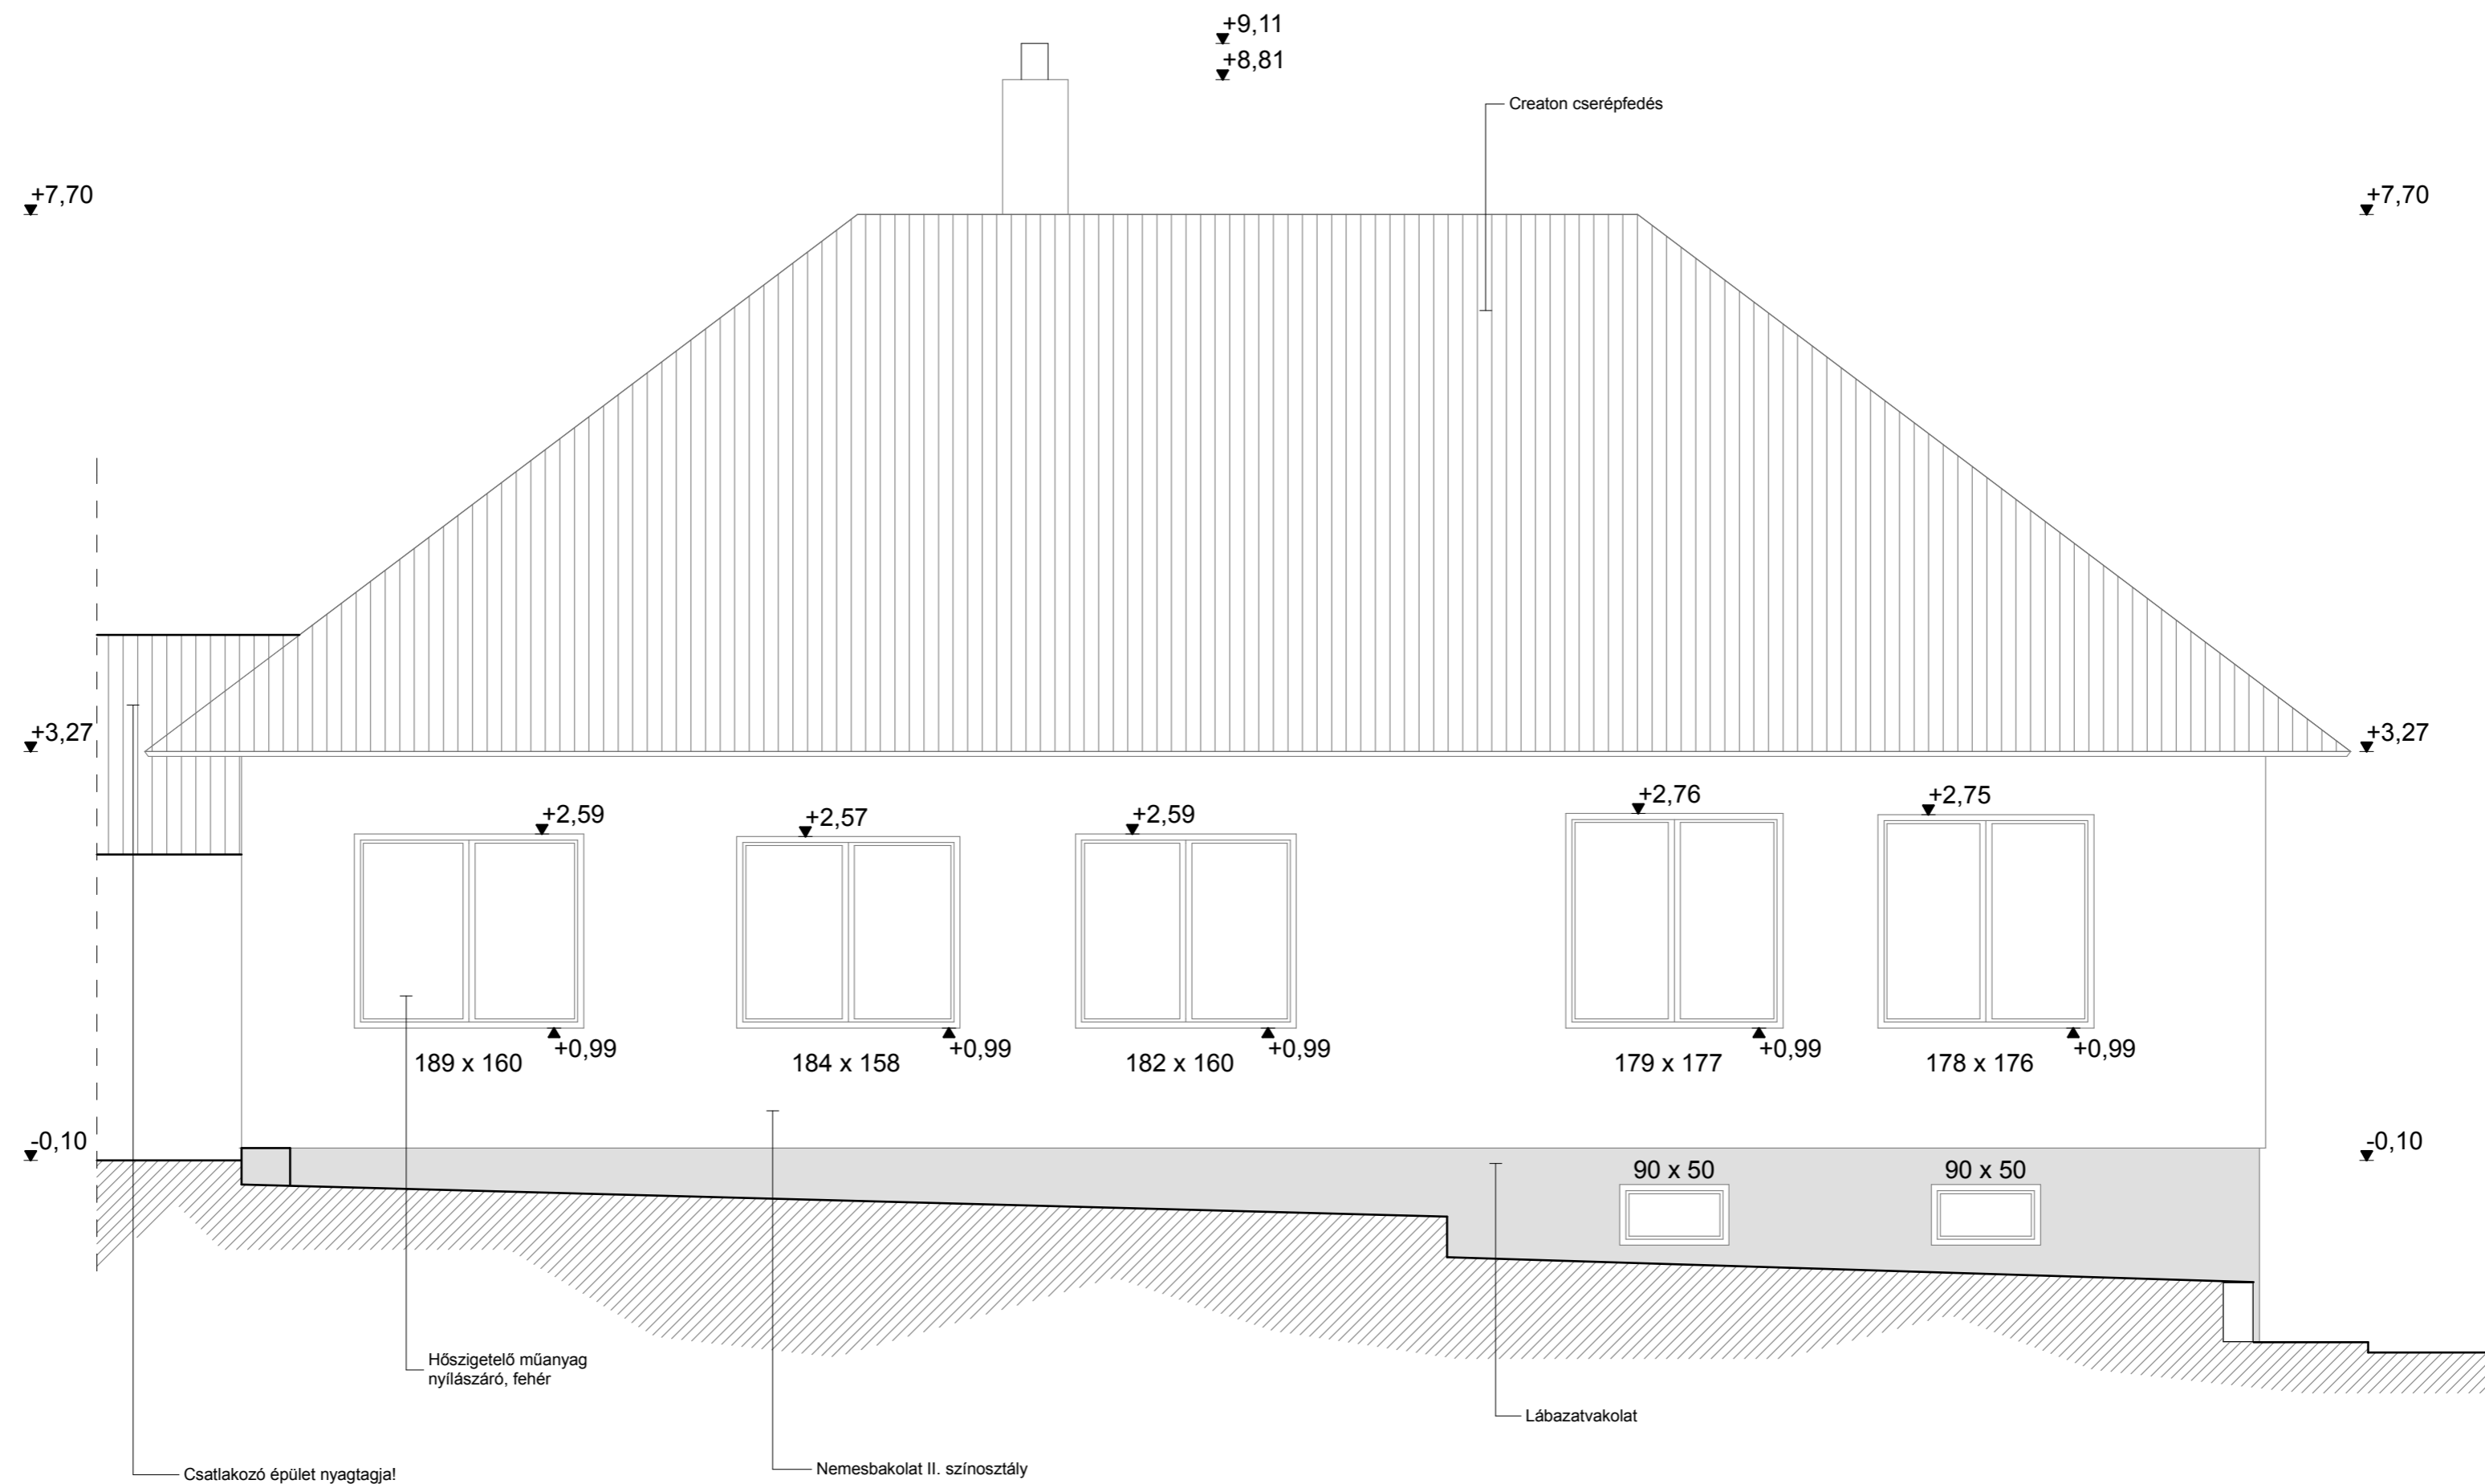 +9,11
+8,81
Creaton cserépfedés
+7,70
+7,70
+3,27
+3,27
+2,59
+2,57
+2,59
+2,76
+2,75
+0,99
+0,99
+0,99
+0,99
+0,99
189 x 160
184 x 158
182 x 160
179 x 177
178 x 176
-0,10
-0,10
90 x 50
90 x 50
Hőszigetelő műanyag
nyílászáró, fehér
Lábazatvakolat
Nemesbakolat II. színosztály
Csatlakozó épület nyagtagja!